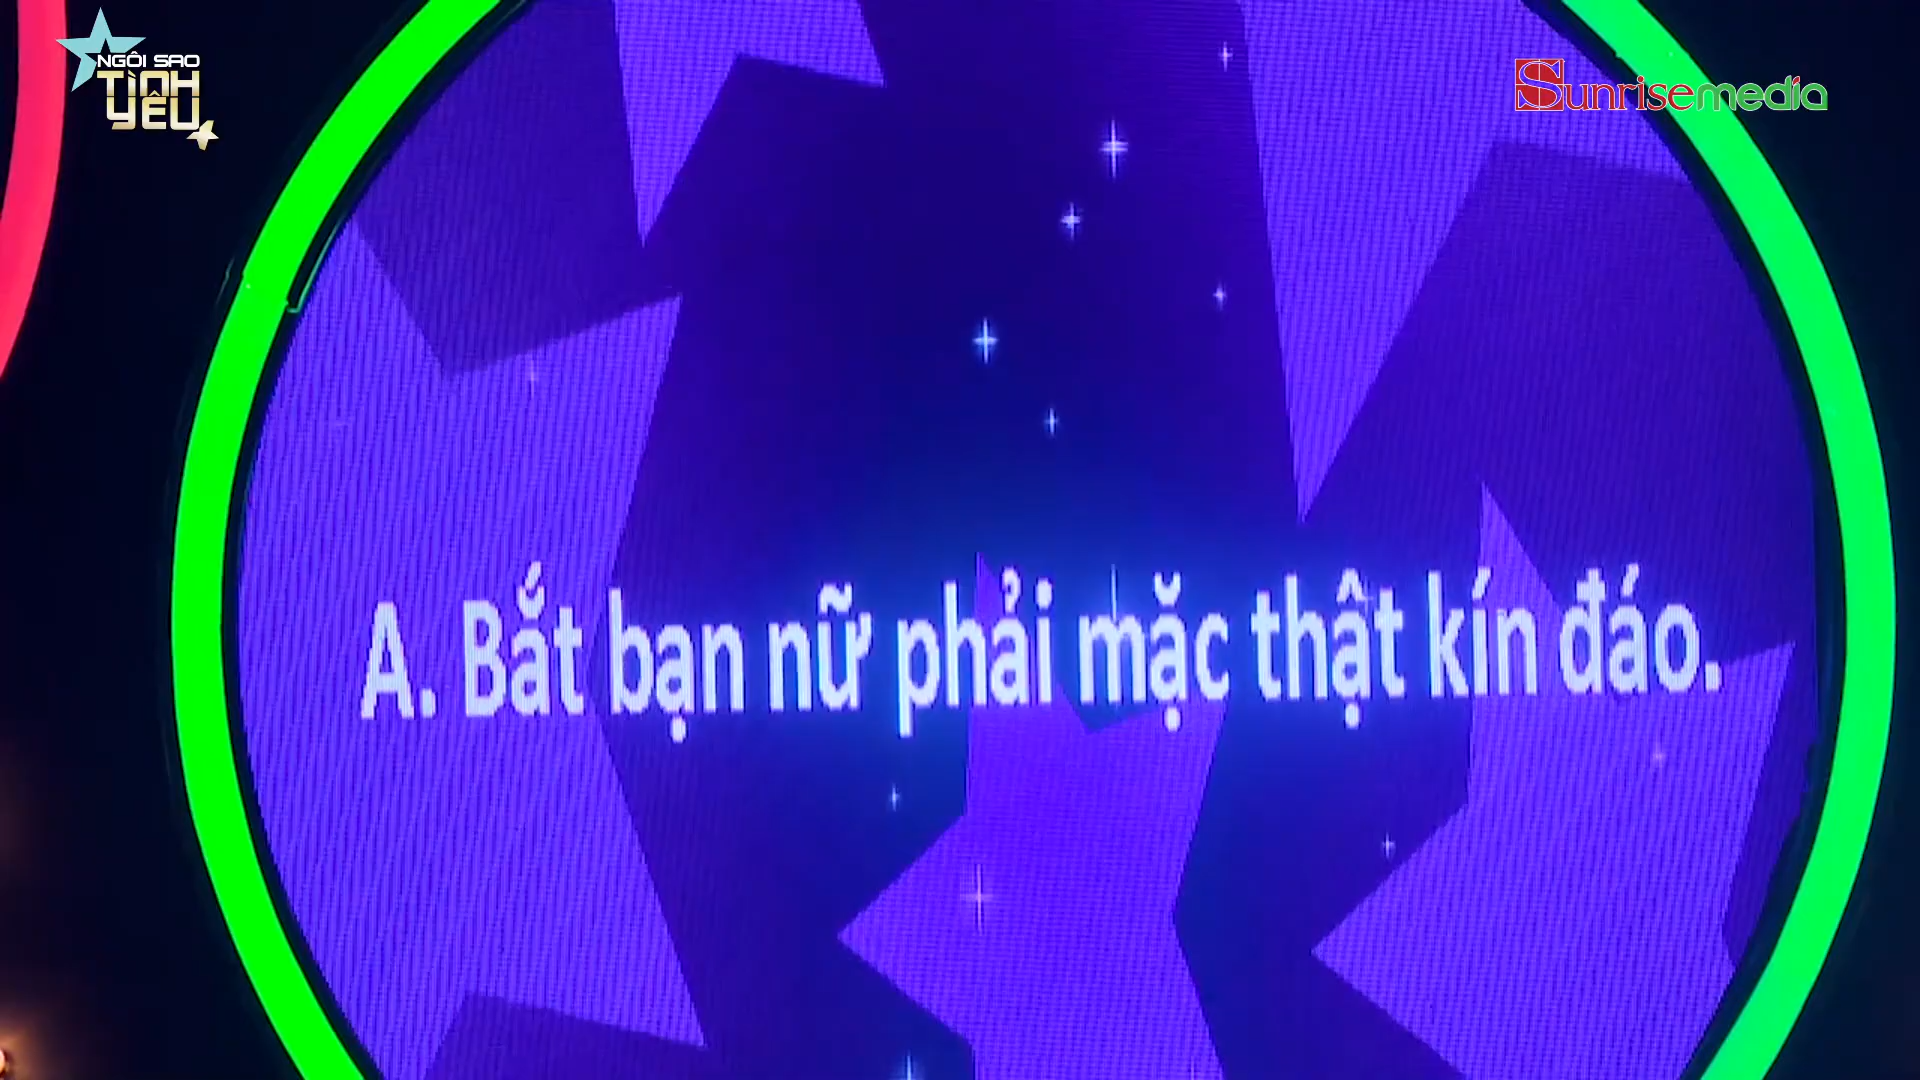 NGÔI SAO
TÌNH
YÊU
Sunrisemedia
A. Bắt bạn nữ phải mặc thật kín đáo.